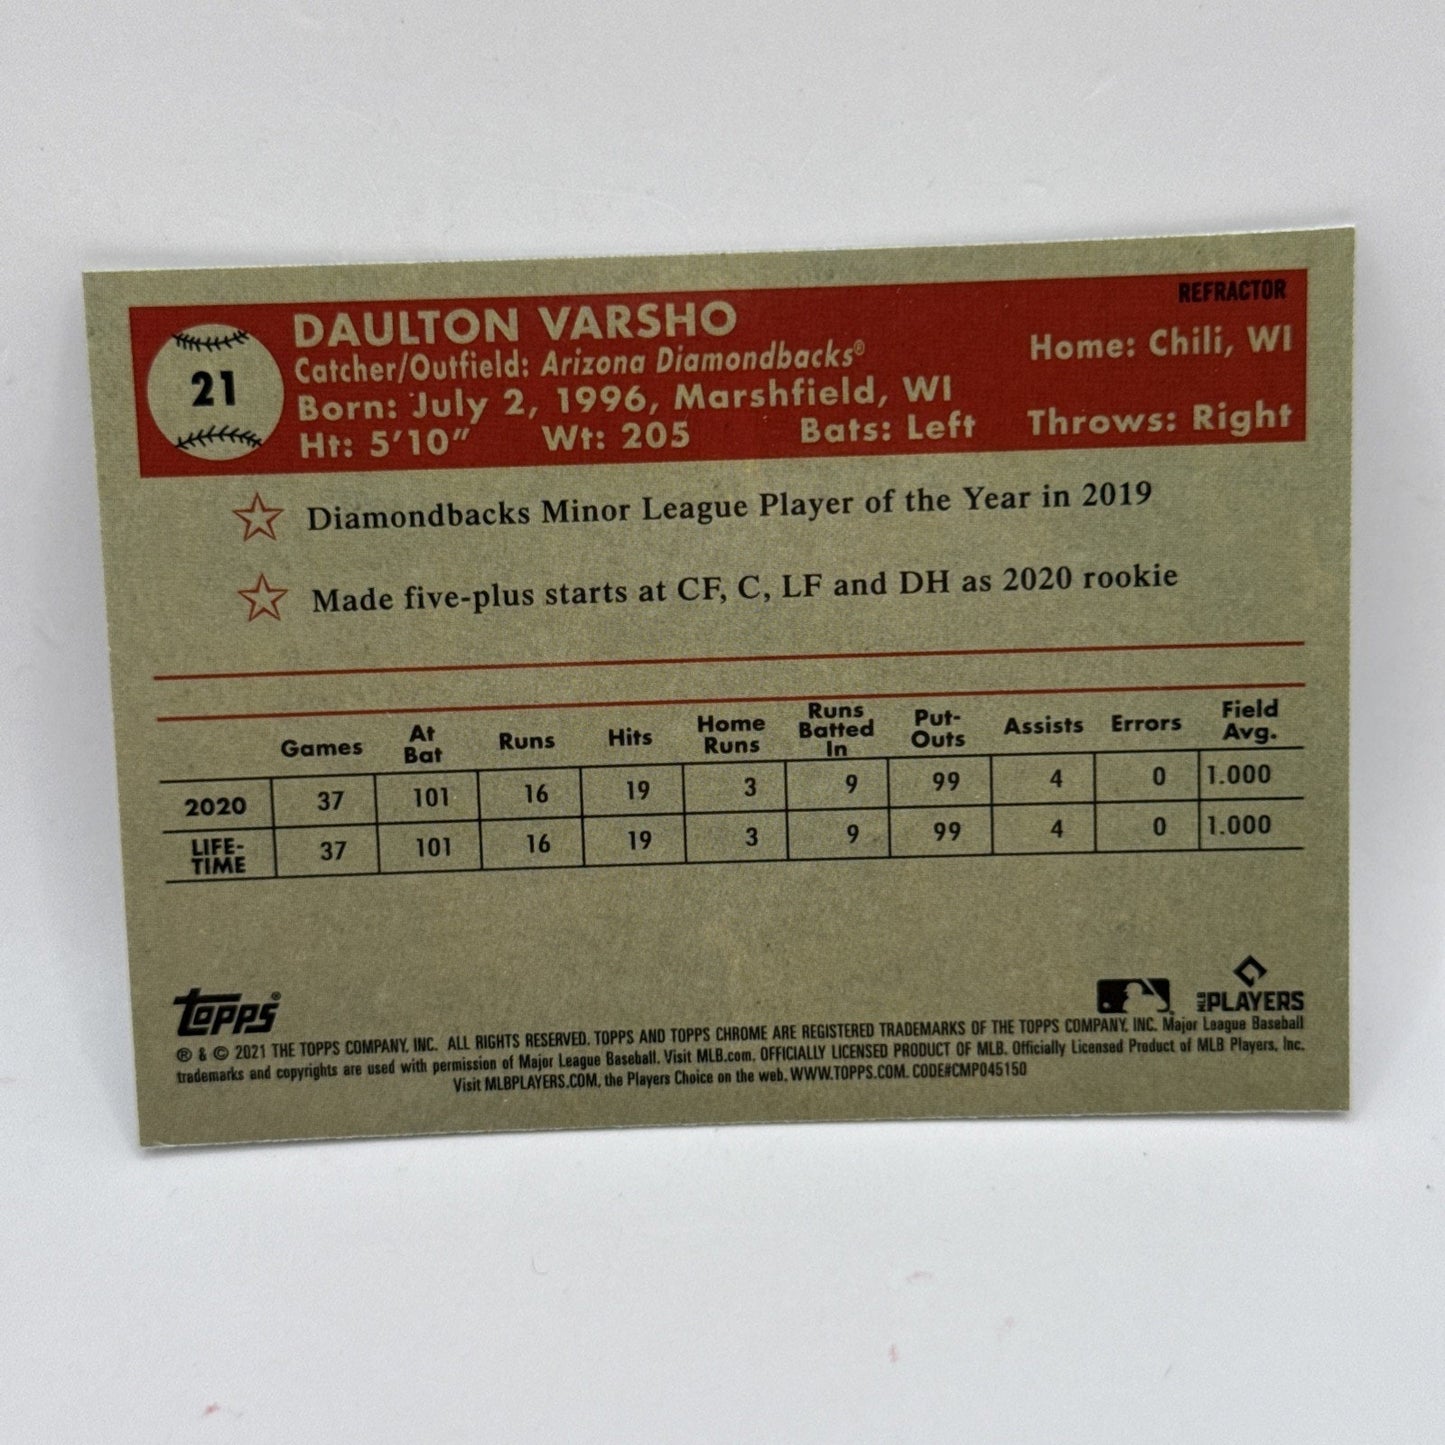 REFRACTOR
21
DAULTON VARSHO
Catcher/Outfield: Arizona Diamondbacks®
Home: Chili, WI
Born: July 2, 1996, Marshfield, WI
Ht: 5'10" Wt: 205 Bats: Left Throws: Right
Diamondbacks Minor League Player of the Year in 2019
Made five-plus starts at CF, C, LF and DH as 2020 rookie
Games At Bat Runs Hits Home Runs Runs Batted In Put-Outs Assists Errors Field Avg.
2020 37 101 16 19 3 9 99 4 0 1.000
LIFE-TIME 37 101 16 19 3 9 99 4 0 1.000
Topps®
MLB PLAYERS
® & © 2021 THE TOPPS COMPANY, INC. ALL RIGHTS RESERVED. TOPPS AND TOPPS CHROME ARE REGISTERED TRADEMARKS OF THE TOPPS COMPANY, INC. Major League Baseball
trademarks and copyrights are used with permission of Major League Baseball. Visit MLB.com. OFFICIALLY LICENSED PRODUCT OF MLB. Officially Licensed Product of MLB Players, Inc.
Visit MLBPLAYERS.COM, the Players Choice on the web. WWW.TOPPS.COM. CODE#CMP045150